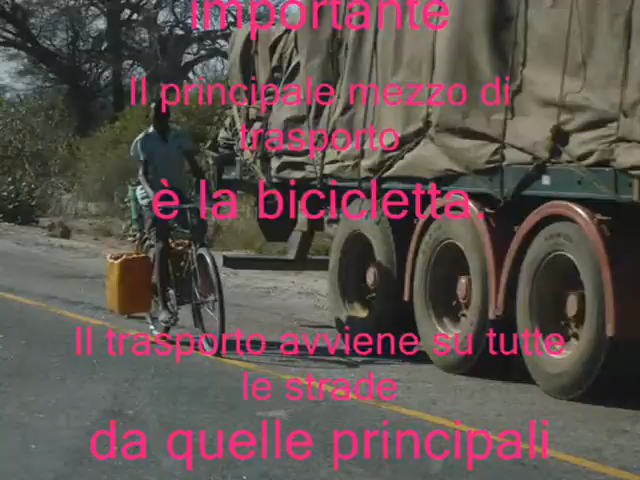 importante
Il principale mezzo di
trasporto
è la bicicletta.
Il trasporto avviene su tutte
le strade
da quelle principali